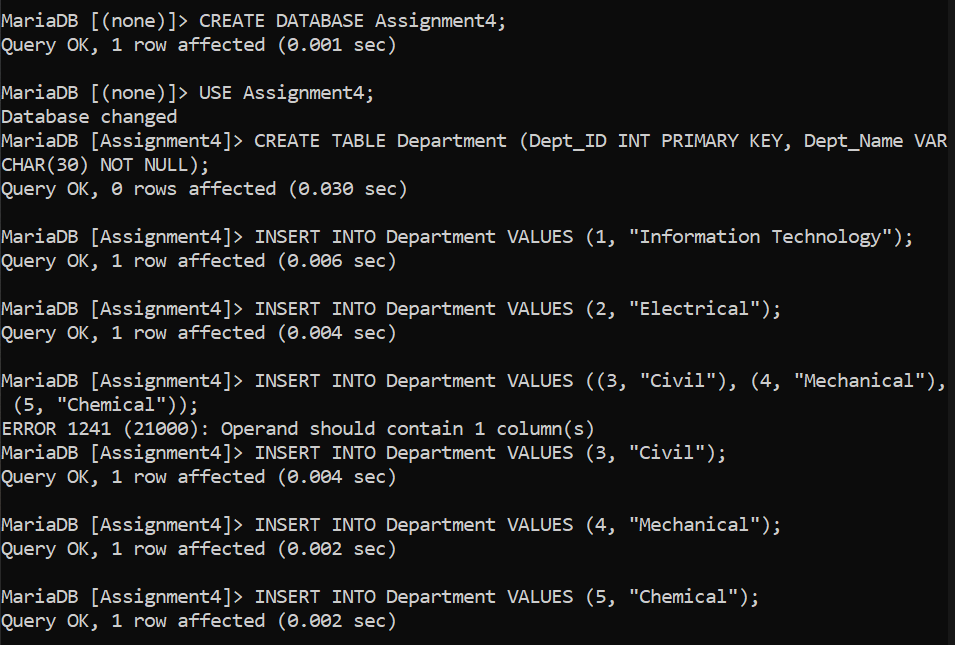 MariaDB [(none)]> CREATE DATABASE Assignment4;
Query OK, 1 row affected (0.001 sec)
MariaDB [(none)]> USE Assignment4;
Database changed
MariaDB [Assignment4]> CREATE TABLE Department (Dept_ID INT PRIMARY KEY, Dept_Name VAR
CHAR(30) NOT NULL);
Query OK, 0 rows affected (0.030 sec)
MariaDB [Assignment4]> INSERT INTO Department VALUES (1, "Information Technology");
Query OK, 1 row affected (0.006 sec)
MariaDB [Assignment4]> INSERT INTO Department VALUES (2, "Electrical");
Query OK, 1 row affected (0.004 sec)
MariaDB [Assignment4]> INSERT INTO Department VALUES ((3, "Civil"), (4, "Mechanical"),
 (5, "Chemical"));
ERROR 1241 (21000): Operand should contain 1 column(s)
MariaDB [Assignment4]> INSERT INTO Department VALUES (3, "Civil");
Query OK, 1 row affected (0.004 sec)
MariaDB [Assignment4]> INSERT INTO Department VALUES (4, "Mechanical");
Query OK, 1 row affected (0.002 sec)
MariaDB [Assignment4]> INSERT INTO Department VALUES (5, "Chemical");
Query OK, 1 row affected (0.002 sec)